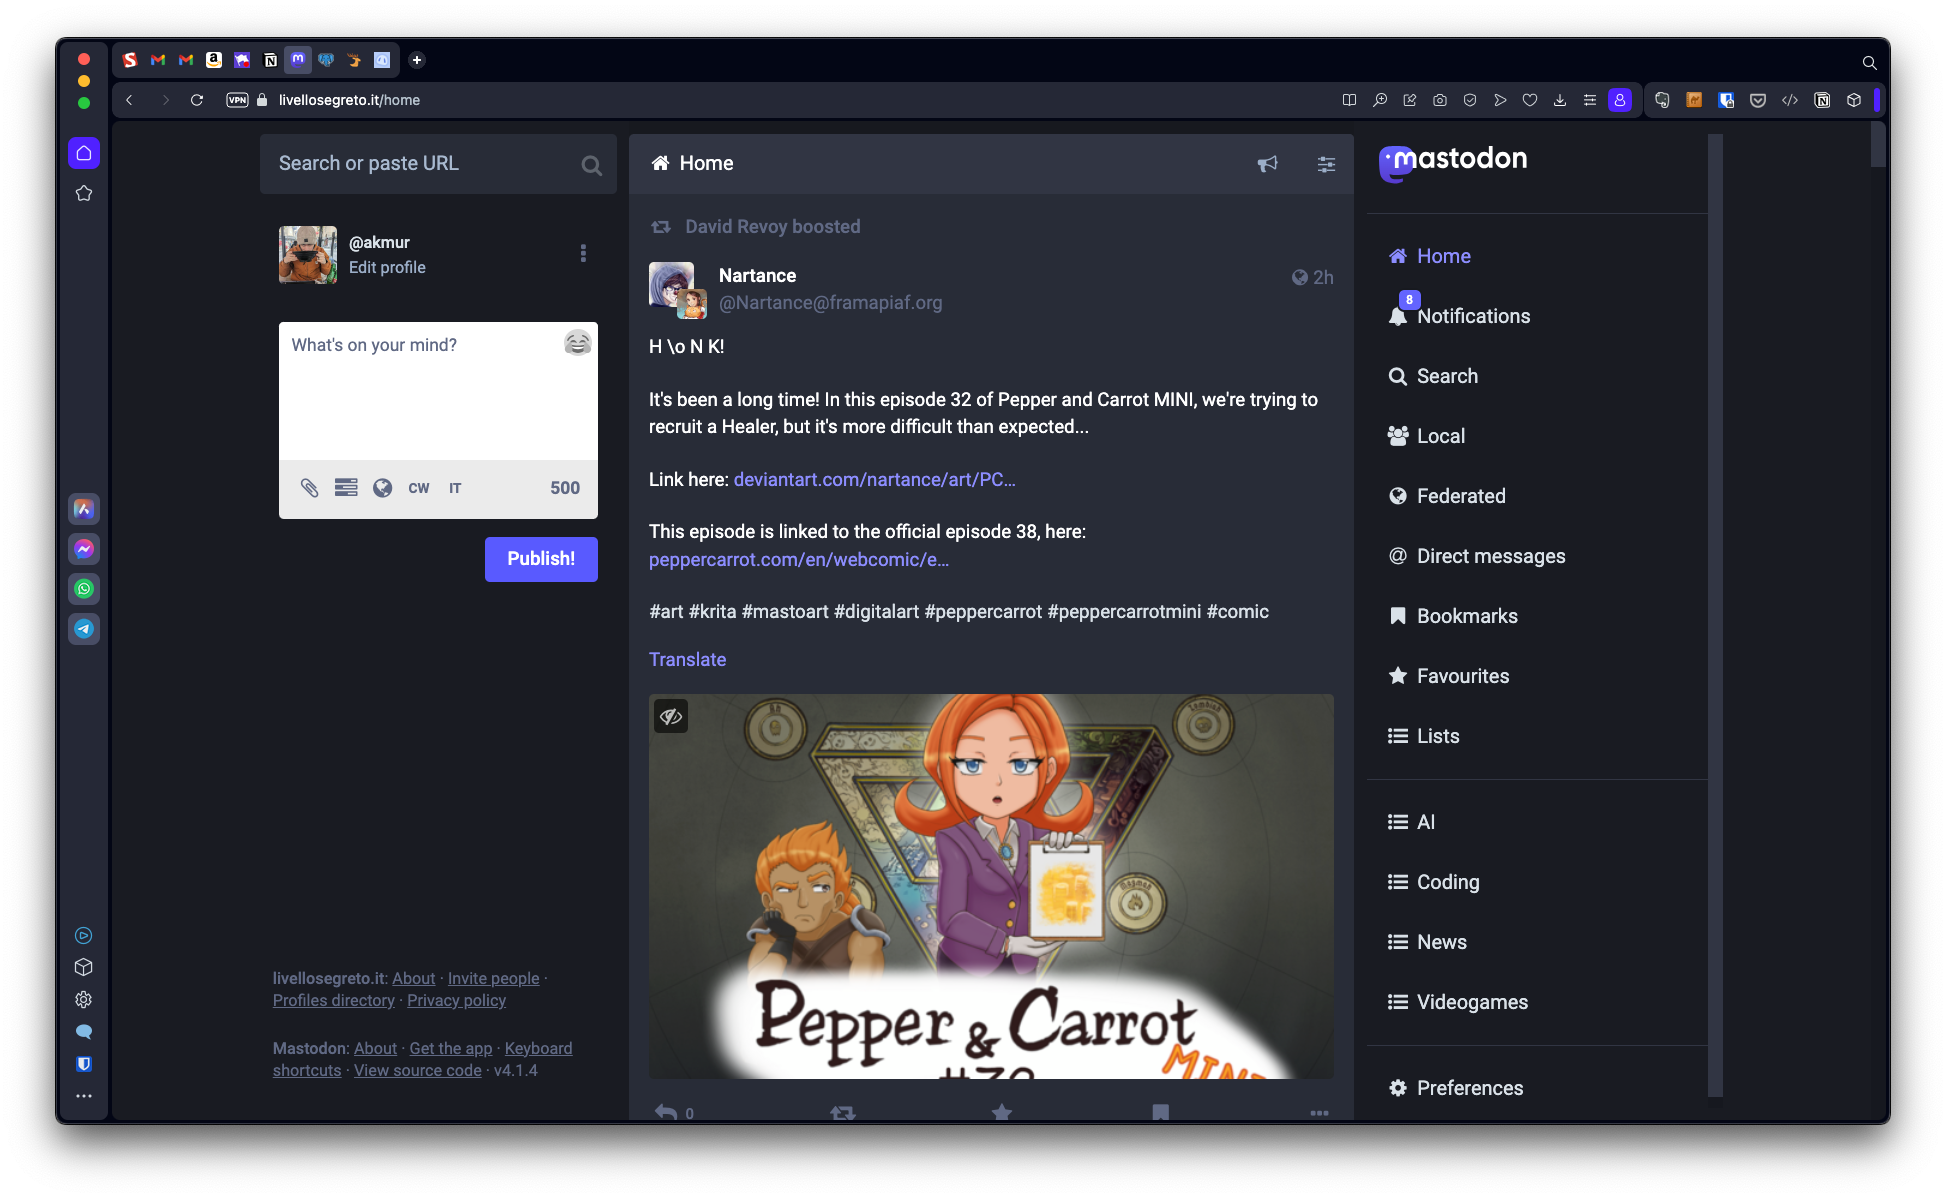 VPN livellosegreto.it/home
Search or paste URL
@akmur
Edit profile
What's on your mind?
CW IT 500
Publish!
livellosegreto.it: About · Invite people ·
Profiles directory · Privacy policy
Mastodon: About · Get the app · Keyboard
shortcuts · View source code · v4.1.4
Home
David Revoy boosted
Nartance
2h
@Nartance@framapiaf.org
H \o N K!
It's been a long time! In this episode 32 of Pepper and Carrot MINI, we're trying to
recruit a Healer, but it's more difficult than expected...
Link here: deviantart.com/nartance/art/PC…
This episode is linked to the official episode 38, here:
peppercarrot.com/en/webcomic/e…
#art #krita #mastoart #digitalart #peppercarrot #peppercarrotmini #comic
Translate
Ah
Zombiah
Magmah
Pepper & Carrot
MINI
0
mastodon
Home
8
Notifications
Search
Local
Federated
Direct messages
Bookmarks
Favourites
Lists
AI
Coding
News
Videogames
Preferences